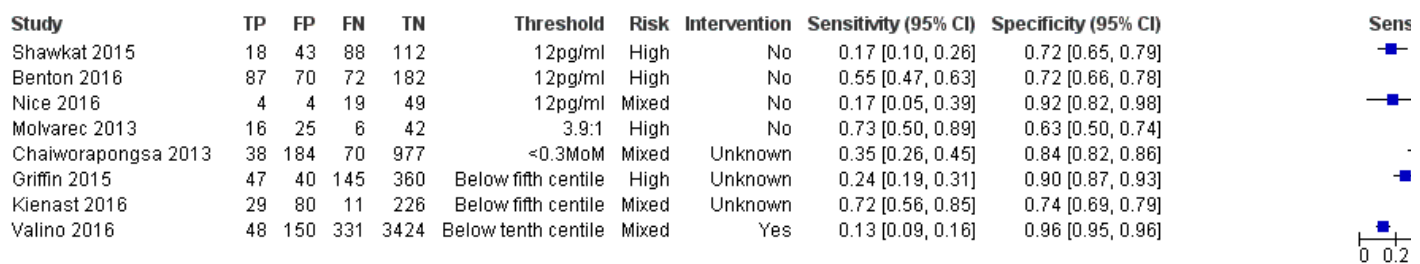 Study TP FP FN TN Threshold Risk Intervention Sensitivity (95% CI) Specificity (95% CI) Sens
Shawkat 2015 18 43 88 112 12pg/ml High No 0.17 [0.10, 0.26] 0.72 [0.65, 0.79]
Benton 2016 87 70 72 182 12pg/ml High No 0.55 [0.47, 0.63] 0.72 [0.66, 0.78]
Nice 2016 4 4 19 49 12pg/ml Mixed No 0.17 [0.05, 0.39] 0.92 [0.82, 0.98]
Molvarec 2013 16 25 6 42 3.9:1 High No 0.73 [0.50, 0.89] 0.63 [0.50, 0.74]
Chaiworapongsa 2013 38 184 70 977 <0.3MoM Mixed Unknown 0.35 [0.26, 0.45] 0.84 [0.82, 0.86]
Griffin 2015 47 40 145 360 Below fifth centile High Unknown 0.24 [0.19, 0.31] 0.90 [0.87, 0.93]
Kienast 2016 29 80 11 226 Below fifth centile Mixed Unknown 0.72 [0.56, 0.85] 0.74 [0.69, 0.79]
Valino 2016 48 150 331 3424 Below tenth centile Mixed Yes 0.13 [0.09, 0.16] 0.96 [0.95, 0.96]
0 0.2